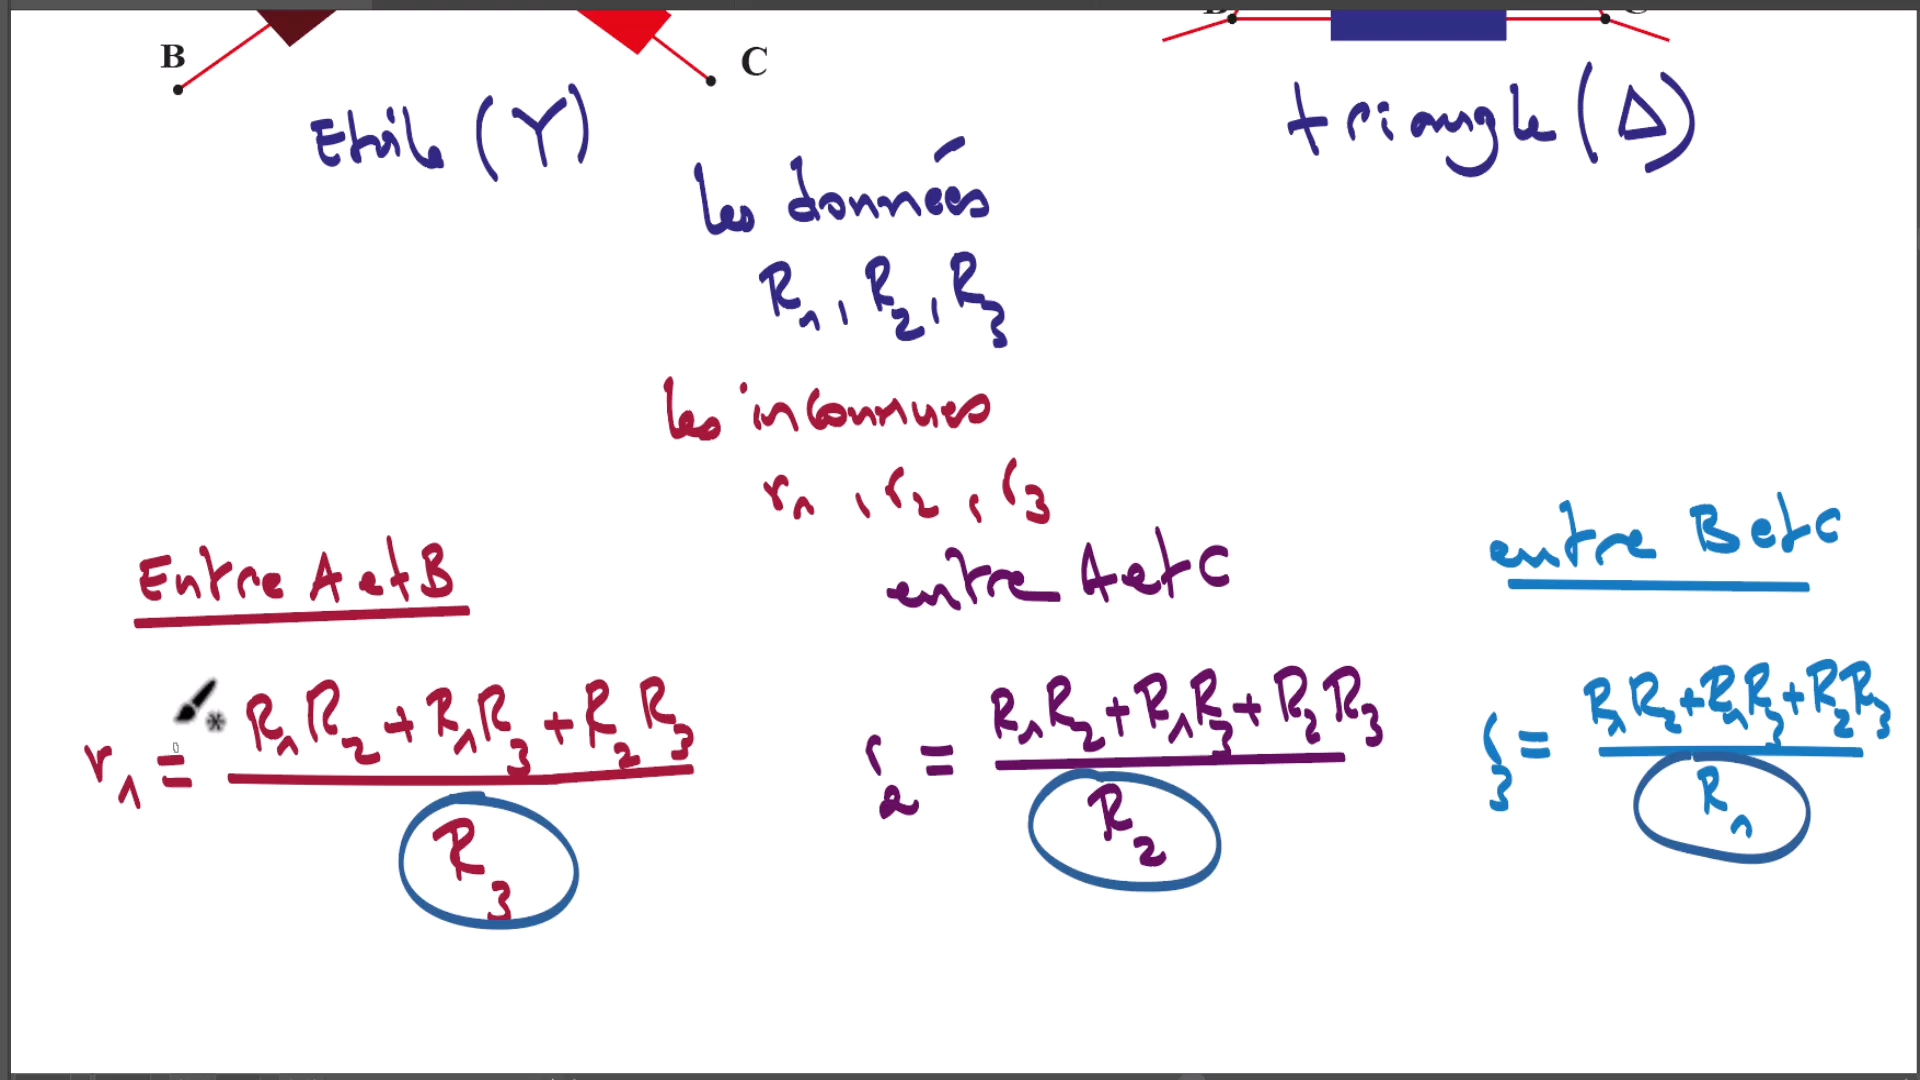 B
C
Etoile (Y)
triangle (Δ)
les données
R1, R2, R3
les inconnues
r1, r2, r3
Entre A et B
entre A et C
entre B et C
r1 = (R1R2 + R1R3 + R2R3) / R3
r2 = (R1R2 + R1R3 + R2R3) / R2
r3 = (R1R2 + R1R3 + R2R3) / R1